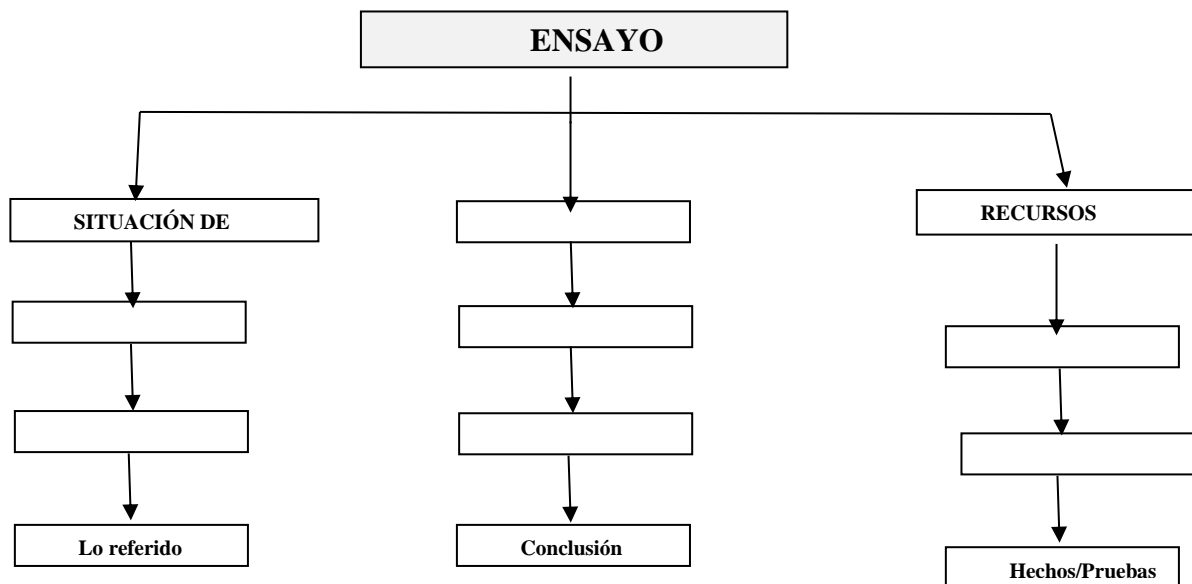 ENSAYO
SITUACIÓN DE
RECURSOS
Lo referido
Conclusión
Hechos/Pruebas